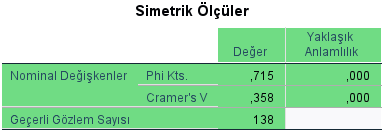 Simetrik Ölçüler
Değer Yaklaşık Anlamlılık
Nominal Değişkenler Phi Kts. ,715 ,000
Cramer's V ,358 ,000
Geçerli Gözlem Sayısı 138